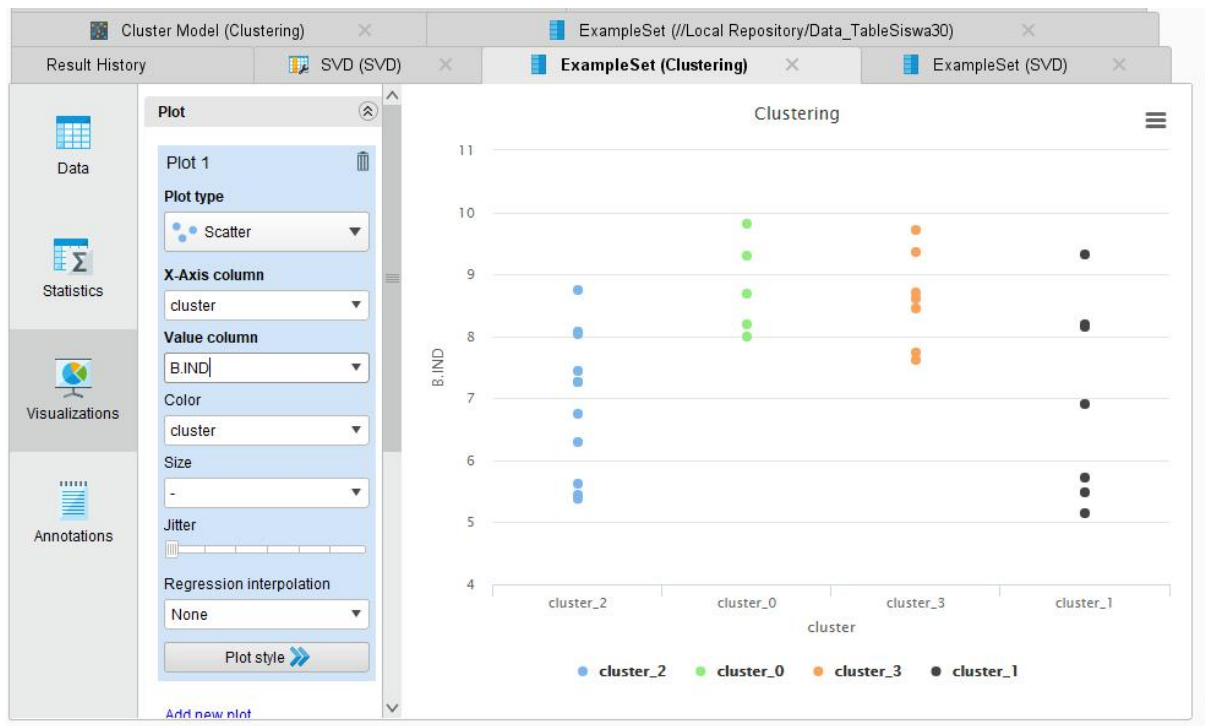 Cluster Model (Clustering)
ExampleSet (//Local Repository/Data_TableSiswa30)
Result History
SVD (SVD)
ExampleSet (Clustering)
ExampleSet (SVD)
Data
Statistics
Visualizations
Annotations
Plot
Plot 1
Plot type
Scatter
X-Axis column
cluster
Value column
B.IND
Color
cluster
Size
-
Jitter
Regression interpolation
None
Plot style
Add new plot
Clustering
11
10
9
8
7
6
5
4
B.IND
cluster_2 cluster_0 cluster_3 cluster_1
cluster
cluster_2 cluster_0 cluster_3 cluster_1